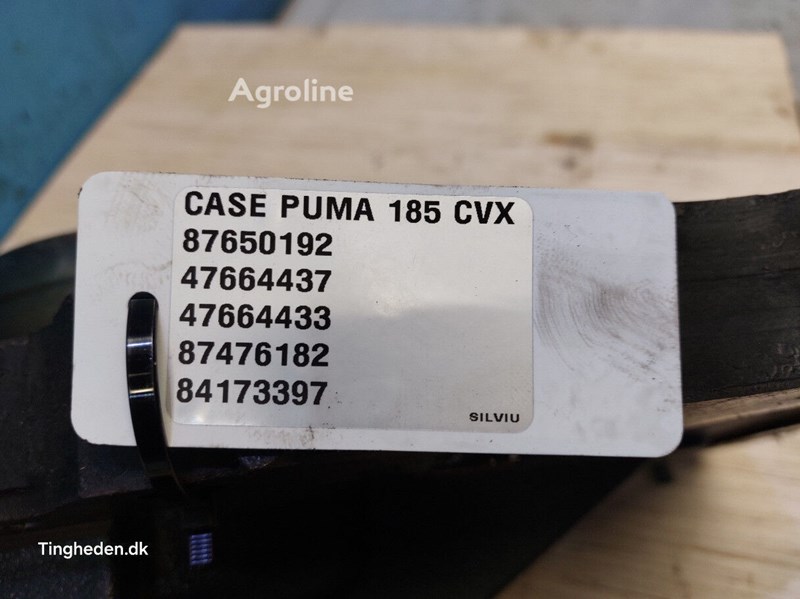 Agroline
CASE PUMA 185 CVX
87650192
47664437
47664433
87476182
84173397
SILVIU
Tingheden.dk